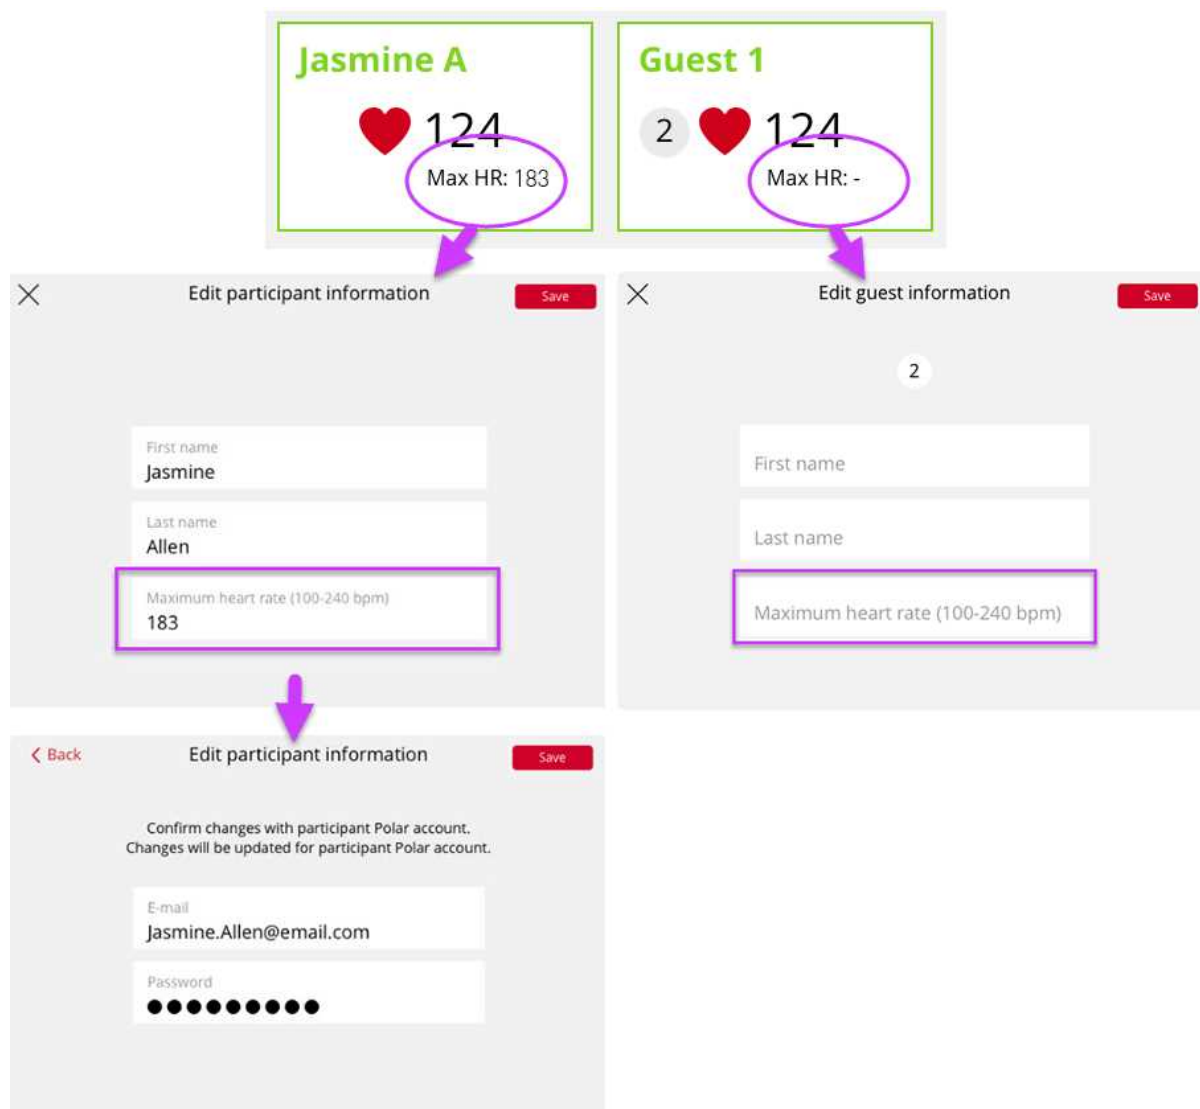 Jasmine A
124
Max HR: 183
Guest 1
2 124
Max HR: -
Edit participant information
Save
First name
Jasmine
Last name
Allen
Maximum heart rate (100-240 bpm)
183
Edit guest information
Save
2
First name
Last name
Maximum heart rate (100-240 bpm)
Back
Edit participant information
Save
Confirm changes with participant Polar account.
Changes will be updated for participant Polar account.
E-mail
Jasmine.Allen@email.com
Password
●●●●●●●●●